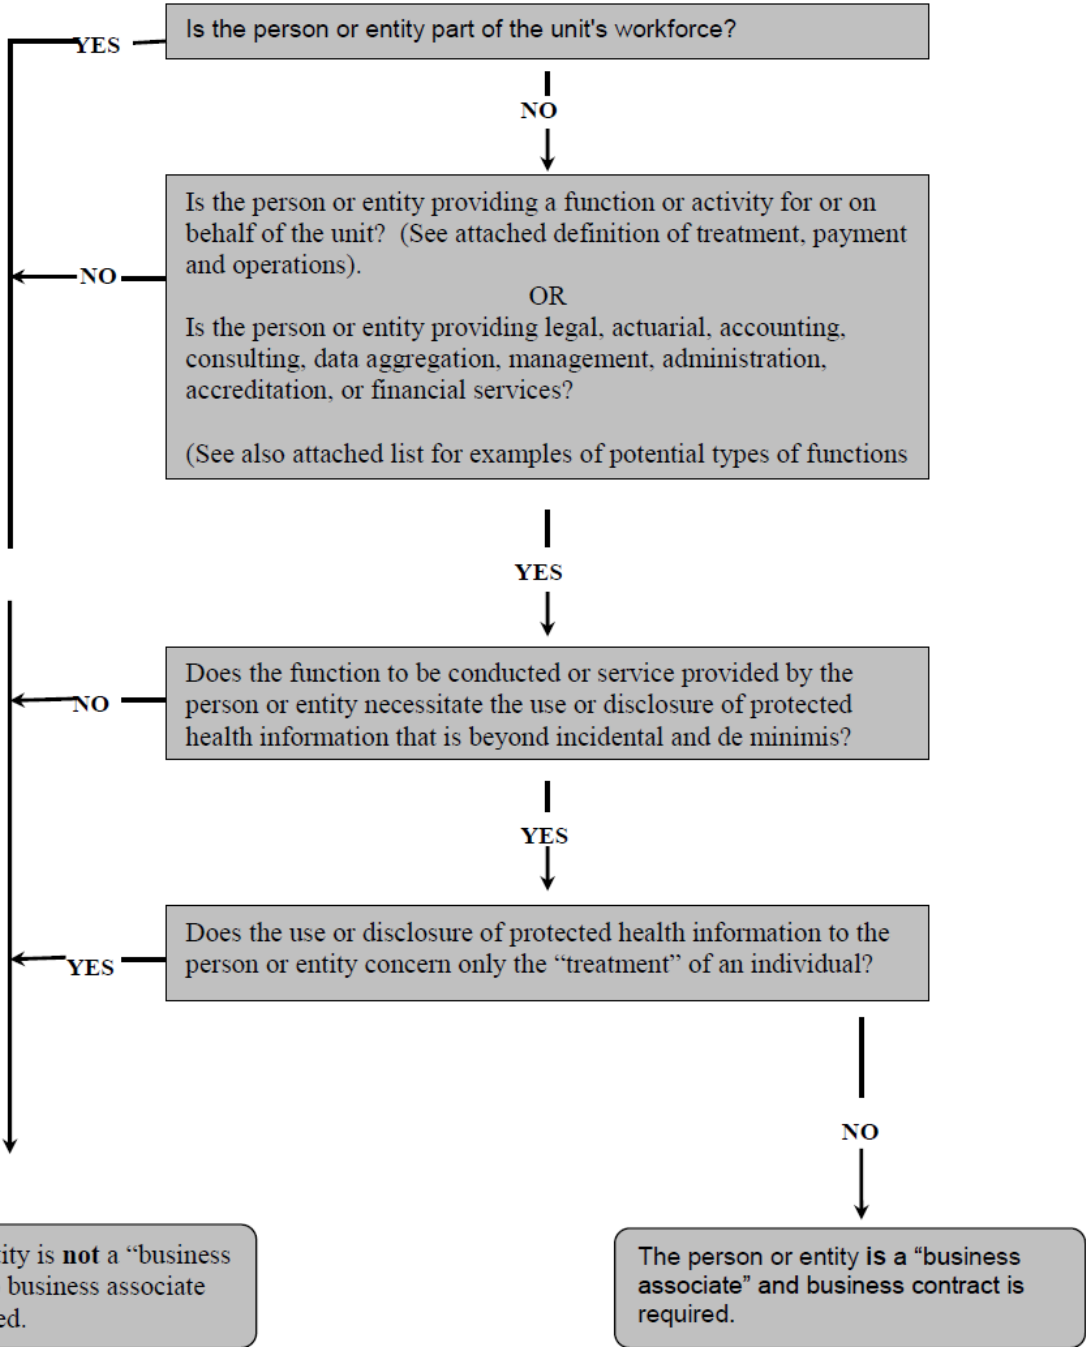 Is the person or entity part of the unit's workforce?
YES
NO
Is the person or entity providing a function or activity for or on
behalf of the unit?  (See attached definition of treatment, payment
and operations).
NO
OR
Is the person or entity providing legal, actuarial, accounting,
consulting, data aggregation, management, administration,
accreditation, or financial services?
(See also attached list for examples of potential types of functions
YES
Does the function to be conducted or service provided by the
person or entity necessitate the use or disclosure of protected
health information that is beyond incidental and de minimis?
NO
YES
Does the use or disclosure of protected health information to the
person or entity concern only the “treatment” of an individual?
YES
NO
tity is not a “business
business associate
ed.
The person or entity is a “business
associate” and business contract is
required.